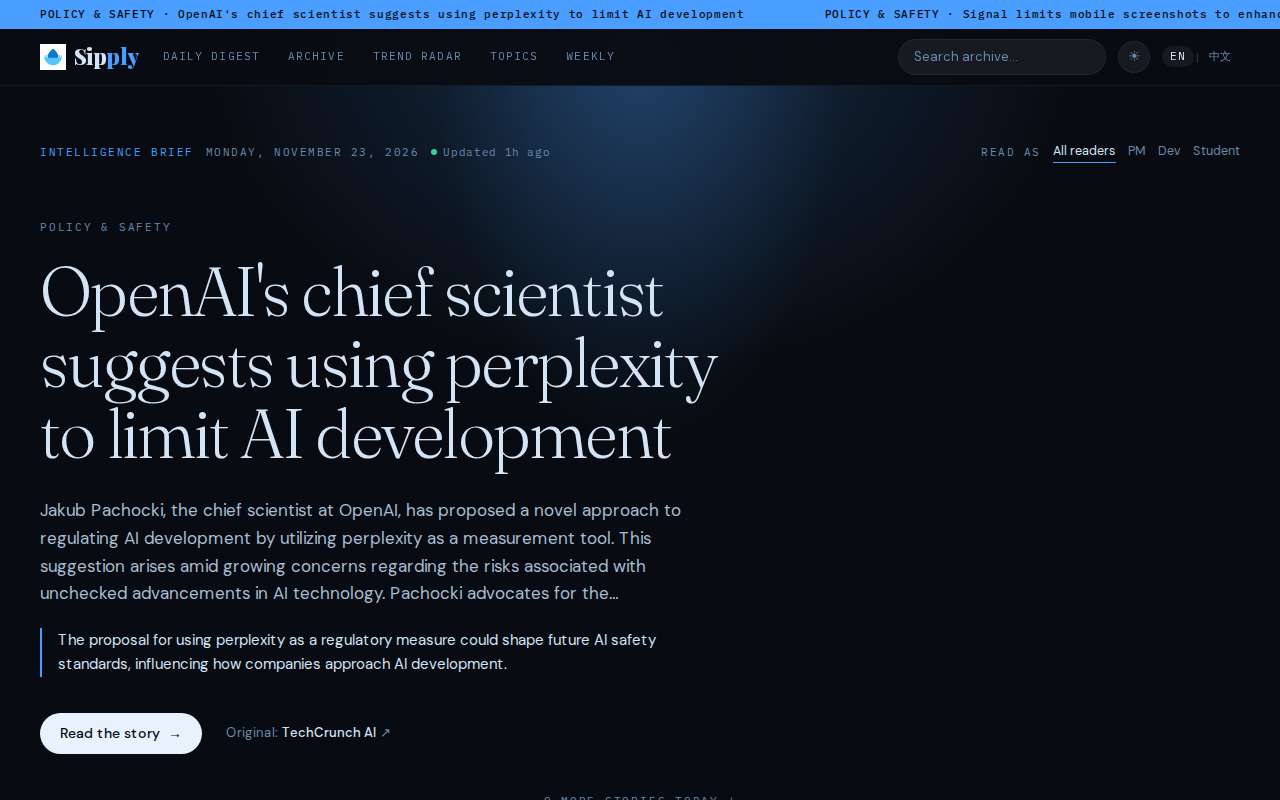 POLICY & SAFETY · OpenAI's chief scientist suggests using perplexity to limit AI development POLICY & SAFETY · Signal limits mobile screenshots to
Sipply DAILY DIGEST ARCHIVE TREND RADAR TOPICS WEEKLY Search archive... ☀ EN | 中文
INTELLIGENCE BRIEF MONDAY, NOVEMBER 23, 2026 Updated 1h ago READ AS All readers PM Dev Student
POLICY & SAFETY
OpenAI's chief scientist
suggests using perplexity
to limit AI development
Jakub Pachocki, the chief scientist at OpenAI, has proposed a novel approach to
regulating AI development by utilizing perplexity as a measurement tool. This
suggestion arises amid growing concerns regarding the risks associated with
unchecked advancements in AI technology. Pachocki advocates for the...
The proposal for using perplexity as a regulatory measure could shape future AI safety
standards, influencing how companies approach AI development.
Read the story →
Original: TechCrunch AI ↗
MORE STORIES TODAY